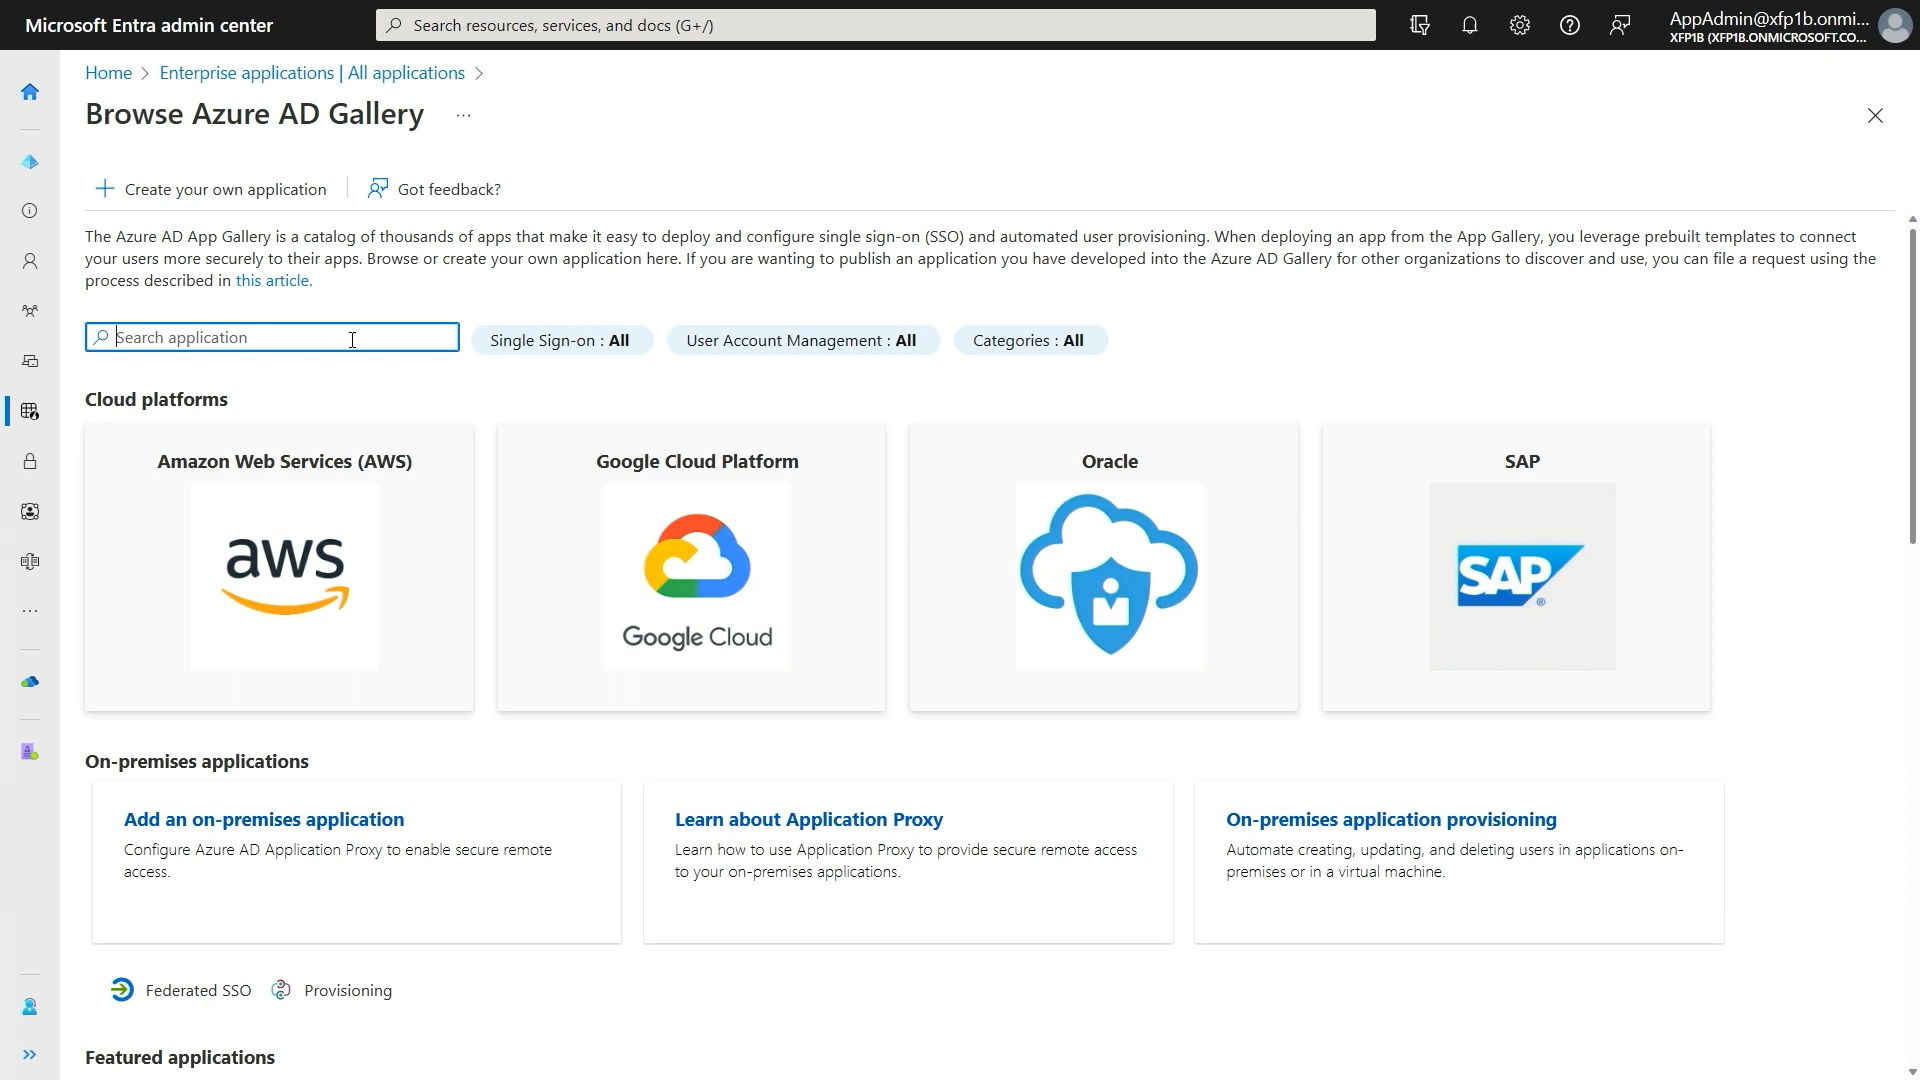 Microsoft Entra admin center
Search resources, services, and docs (G+/)
AppAdmin@xfp1b.onmi...
XFP1B (XFP1B.ONMICROSOFT.CO...
Home > Enterprise applications | All applications >
Browse Azure AD Gallery ...
Create your own application
Got feedback?
The Azure AD App Gallery is a catalog of thousands of apps that make it easy to deploy and configure single sign-on (SSO) and automated user provisioning. When deploying an app from the App Gallery, you leverage prebuilt templates to connect
your users more securely to their apps. Browse or create your own application here. If you are wanting to publish an application you have developed into the Azure AD Gallery for other organizations to discover and use, you can file a request using the
process described in this article.
Search application
Single Sign-on : All
User Account Management : All
Categories : All
Cloud platforms
Amazon Web Services (AWS)
Google Cloud Platform
Oracle
SAP
aws
Google Cloud
SAP ®
On-premises applications
Add an on-premises application
Configure Azure AD Application Proxy to enable secure remote
access.
Learn about Application Proxy
Learn how to use Application Proxy to provide secure remote access
to your on-premises applications.
On-premises application provisioning
Automate creating, updating, and deleting users in applications on-
premises or in a virtual machine.
Federated SSO
Provisioning
Featured applications